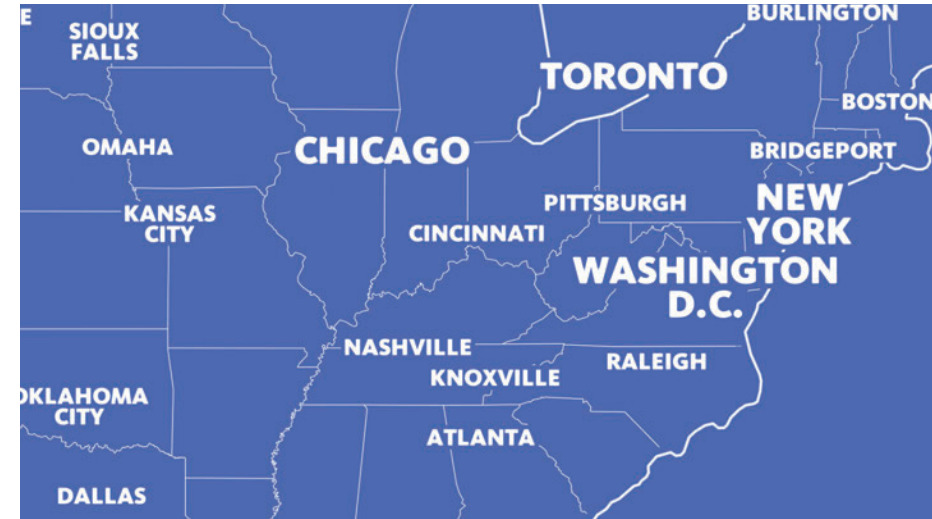 E
BURLINGTON
SIOUX
FALLS
TORONTO
BOSTON
OMAHA
CHICAGO
BRIDGEPORT
NEW
YORK
PITTSBURGH
KANSAS
CITY
CINCINNATI
WASHINGTON
D.C.
NASHVILLE
RALEIGH
KNOXVILLE
OKLAHOMA
CITY
ATLANTA
DALLAS